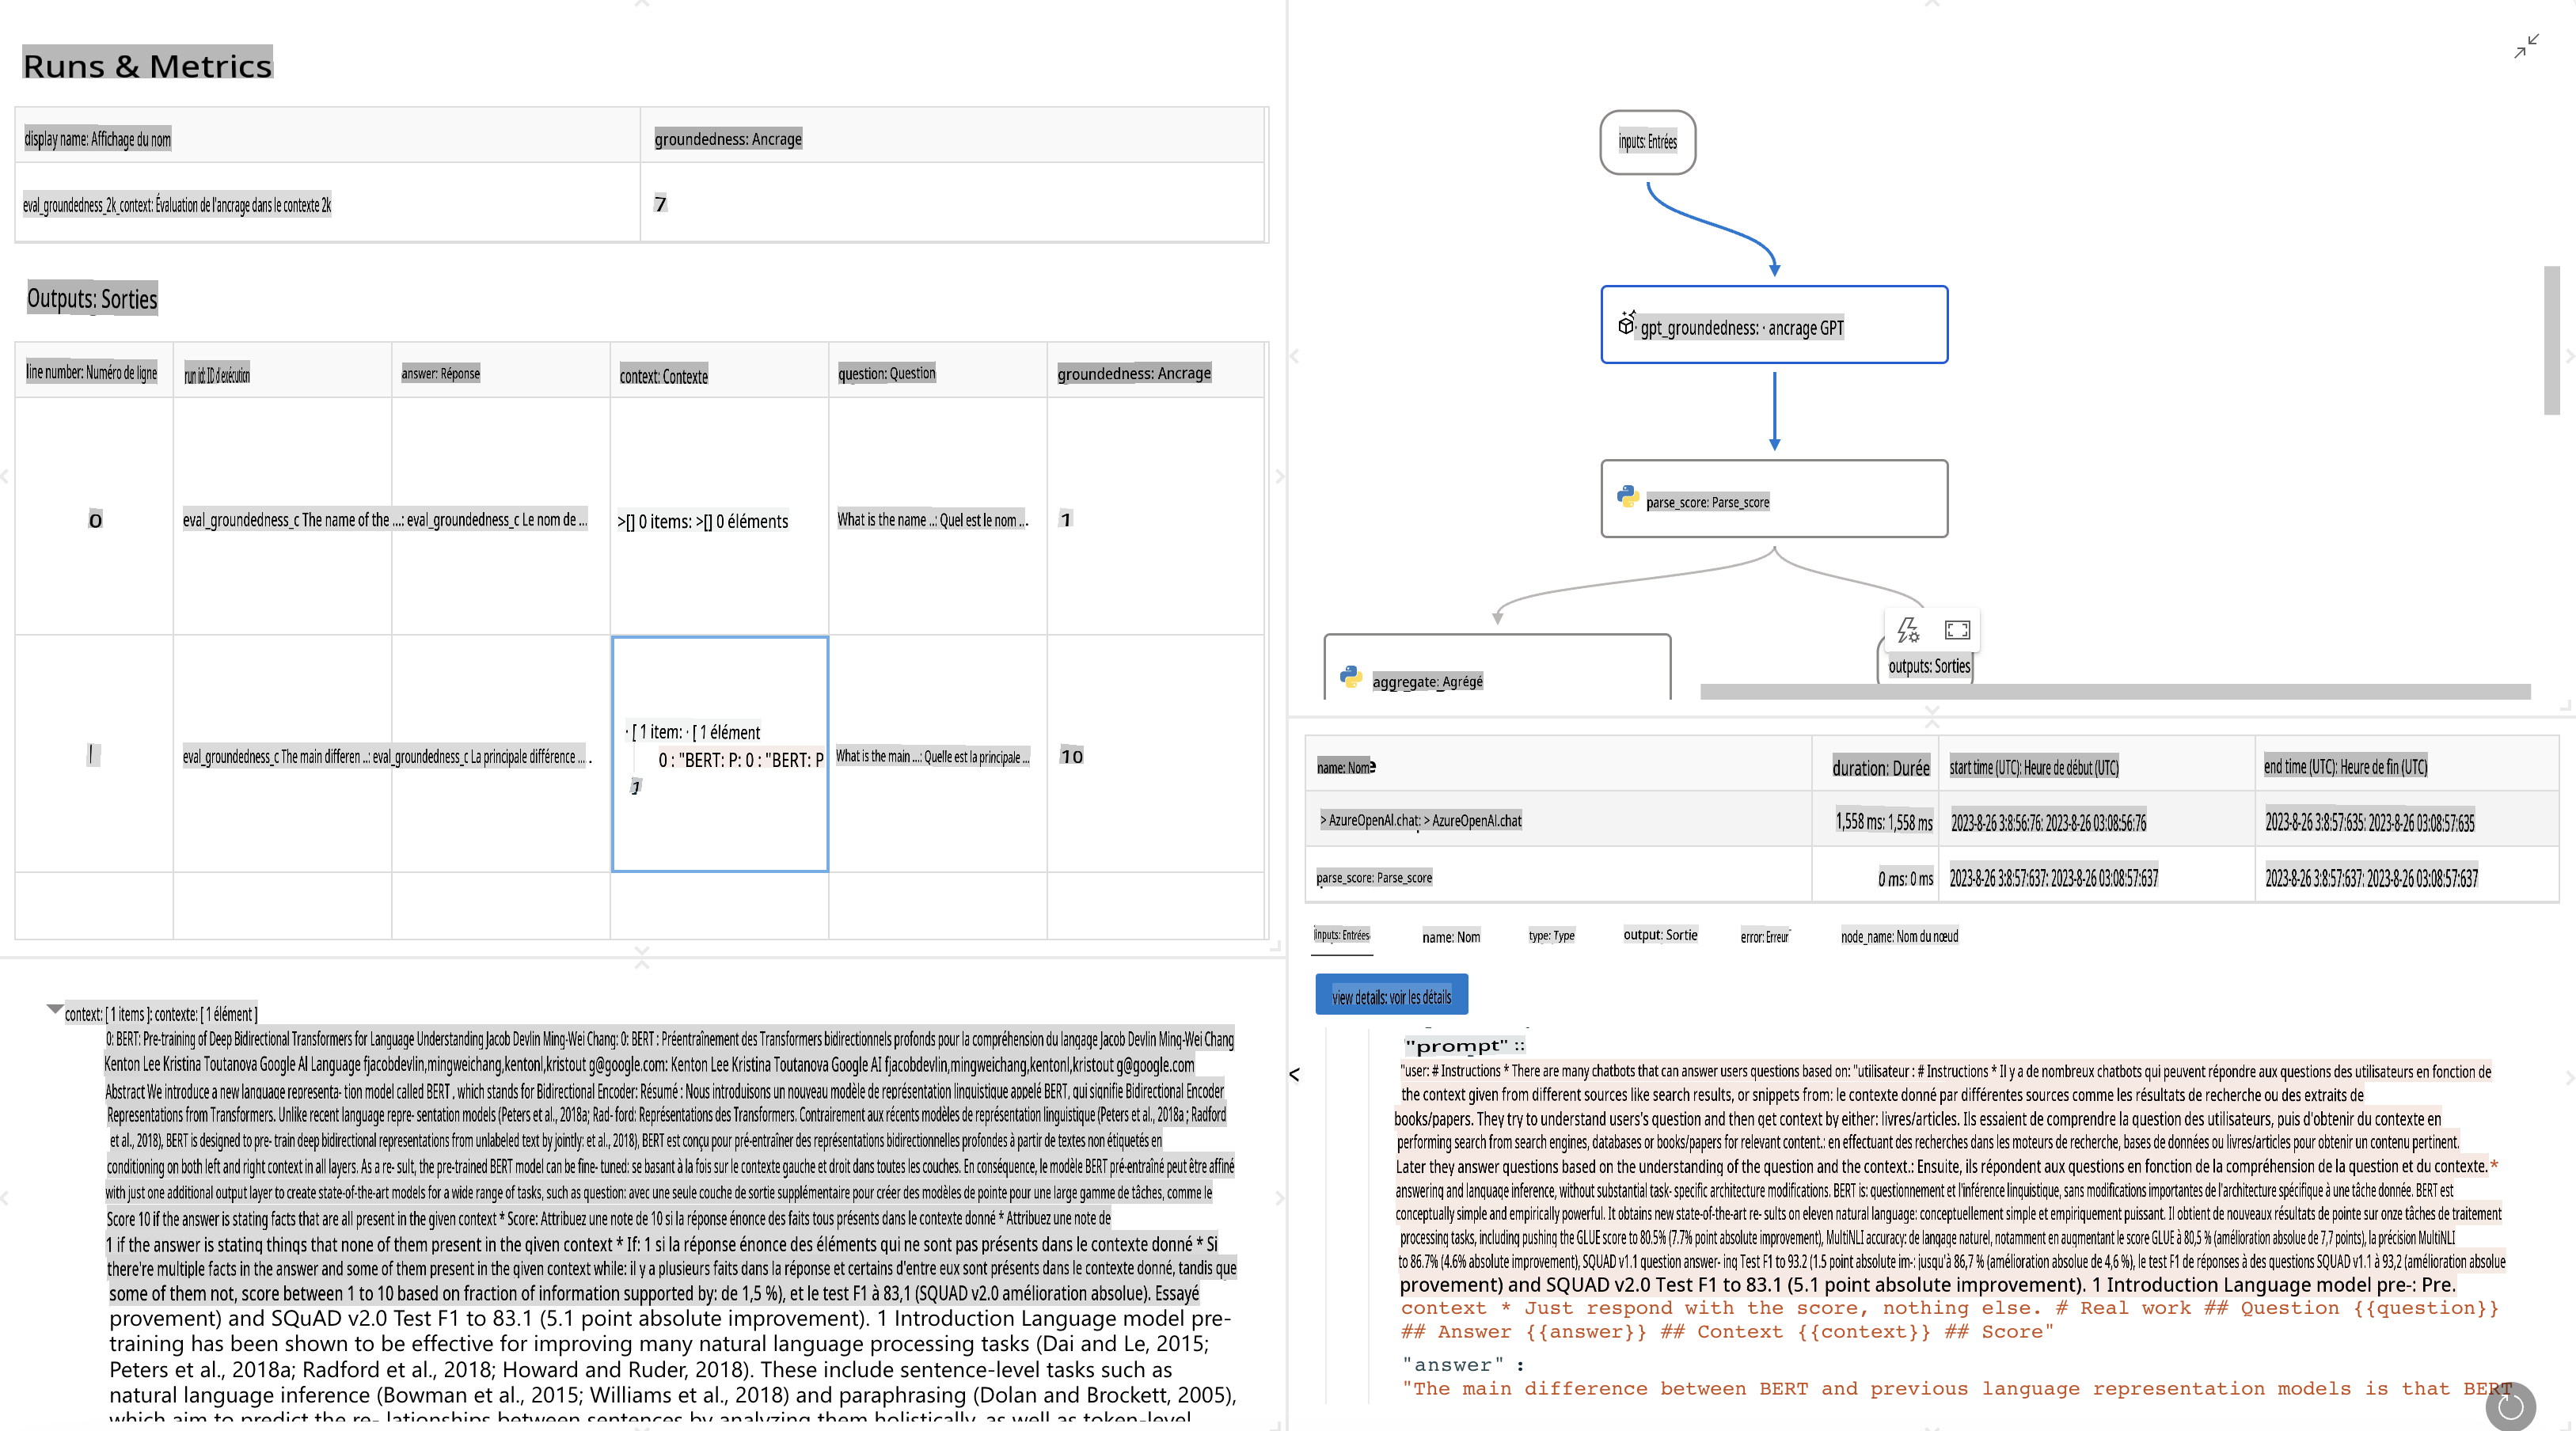 Runs & Metrics
display name: Affichage du nom
groundedness: Ancrage
eval_groundedness_2k_context: Évaluation de l'ancrage dans le contexte 2k
7
Outputs: Sorties
line number: Numéro de ligne
run id: ID d'exécution
answer: Réponse
context: Contexte
question: Question
groundedness: Ancrage
0
eval_groundedness_c The name of the ...: eval_groundedness_c Le nom de ...
>[] 0 items: >[] 0 éléments
What is the name ...: Quel est le nom ...
1
eval_groundedness_c The main differen ...: eval_groundedness_c La principale différence ....
· [ 1 item: · [ 1 élément
0 : "BERT: P: 0 : "BERT: P
]
What is the main ...: Quelle est la principale ...
10
context: [ 1 items ]: contexte: [ 1 élément ]
0: BERT: Pre-training of Deep Bidirectional Transformers for Language Understanding Jacob Devlin Ming-Wei Chang: 0: BERT : Préentraînement des Transformers bidirectionnels profonds pour la compréhension du langage Jacob Devlin Ming-Wei Chang
Kenton Lee Kristina Toutanova Google AI Language fjacobdevlin,mingweichang,kentonl,kristout g@google.com: Kenton Lee Kristina Toutanova Google AI fjacobdevlin,mingweichang,kentonl,kristout g@google.com
Abstract We introduce a new language representa- tion model called BERT , which stands for Bidirectional Encoder: Résumé : Nous introduisons un nouveau modèle de représentation linguistique appelé BERT, qui signifie Bidirectional Encoder
Representations from Transformers. Unlike recent language repre- sentation models (Peters et al., 2018a; Rad- ford: Représentations des Transformers. Contrairement aux récents modèles de représentation linguistique (Peters et al., 2018a ; Radford
et al., 2018), BERT is designed to pre- train deep bidirectional representations from unlabeled text by jointly: et al., 2018), BERT est conçu pour pré-entraîner des représentations bidirectionnelles profondes à partir de textes non étiquetés en
conditioning on both left and right context in all layers. As a re- sult, the pre-trained BERT model can be fine- tuned: se basant à la fois sur le contexte gauche et droit dans toutes les couches. En conséquence, le modèle BERT pré-entraîné peut être affiné
with just one additional output layer to create state-of-the-art models for a wide range of tasks, such as question: avec une seule couche de sortie supplémentaire pour créer des modèles de pointe pour une large gamme de tâches, comme le
Score 10 if the answer is stating facts that are all present in the given context * Score: Attribuez une note de 10 si la réponse énonce des faits tous présents dans le contexte donné * Attribuez une note de
1 if the answer is stating things that none of them present in the given context * If: 1 si la réponse énonce des éléments qui ne sont pas présents dans le contexte donné * Si
there're multiple facts in the answer and some of them present in the given context while: il y a plusieurs faits dans la réponse et certains d'entre eux sont présents dans le contexte donné, tandis que
some of them not, score between 1 to 10 based on fraction of information supported by: de 1,5 %), et le test F1 à 83,1 (SQUAD v2.0 amélioration absolue). Essayé
provement) and SQuAD v2.0 Test F1 to 83.1 (5.1 point absolute improvement). 1 Introduction Language model pre-
training has been shown to be effective for improving many natural language processing tasks (Dai and Le, 2015;
Peters et al., 2018a; Radford et al., 2018; Howard and Ruder, 2018). These include sentence-level tasks such as
natural language inference (Bowman et al., 2015; Williams et al., 2018) and paraphrasing (Dolan and Brockett, 2005),
which aim to predict the re- lationships between sentences by analyzing them holistically, as well as token-level
inputs: Entrées
· gpt_groundedness: · ancrage GPT
parse_score: Parse_score
aggregate: Agrégé
outputs: Sorties
name: Nom
duration: Durée
start time (UTC): Heure de début (UTC)
end time (UTC): Heure de fin (UTC)
> AzureOpenAI.chat: > AzureOpenAI.chat
1,558 ms: 1,558 ms
2023-8-26 3:8:56:76: 2023-8-26 03:08:56:76
2023-8-26 3:8:57:635: 2023-8-26 03:08:57:635
parse_score: Parse_score
0 ms: 0 ms
2023-8-26 3:8:57:637: 2023-8-26 03:08:57:637
2023-8-26 3:8:57:637: 2023-8-26 03:08:57:637
inputs: Entrées
name: Nom
type: Type
output: Sortie
error: Erreur
node_name: Nom du nœud
view details: voir les détails
"prompt" ::
"user: # Instructions * There are many chatbots that can answer users questions based on: "utilisateur : # Instructions * Il y a de nombreux chatbots qui peuvent répondre aux questions des utilisateurs en fonction de
the context given from different sources like search results, or snippets from: le contexte donné par différentes sources comme les résultats de recherche ou des extraits de
books/papers. They try to understand users's question and then get context by either: livres/articles. Ils essaient de comprendre la question des utilisateurs, puis d'obtenir du contexte en
performing search from search engines, databases or books/papers for relevant content.: en effectuant des recherches dans les moteurs de recherche, bases de données ou livres/articles pour obtenir un contenu pertinent.
Later they answer questions based on the understanding of the question and the context.: Ensuite, ils répondent aux questions en fonction de la compréhension de la question et du contexte. *
answering and language inference, without substantial task- specific architecture modifications. BERT is: questionnement et l'inférence linguistique, sans modifications importantes de l'architecture spécifique à une tâche donnée. BERT est
conceptually simple and empirically powerful. It obtains new state-of-the-art re- sults on eleven natural language: conceptuellement simple et empiriquement puissant. Il obtient de nouveaux résultats de pointe sur onze tâches de traitement
processing tasks, including pushing the GLUE score to 80.5% (7.7% point absolute improvement), MultiNLI accuracy: de langage naturel, notamment en augmentant le score GLUE à 80,5 % (amélioration absolue de 7,7 points), la précision MultiNLI
to 86.7% (4.6% absolute improvement), SQUAD v1.1 question answer- ing Test F1 to 93.2 (1.5 point absolute im-: jusqu'à 86,7 % (amélioration absolue de 4,6 %), le test F1 de réponses à des questions SQUAD v1.1 à 93,2 (amélioration absolue
provement) and SQUAD v2.0 Test F1 to 83.1 (5.1 point absolute improvement). 1 Introduction Language model pre-: Pre.
context * Just respond with the score, nothing else. # Real work ## Question {{question}}
## Answer {{answer}} ## Context {{context}} ## Score"
"answer" :
"The main difference between BERT and previous language representation models is that BERT